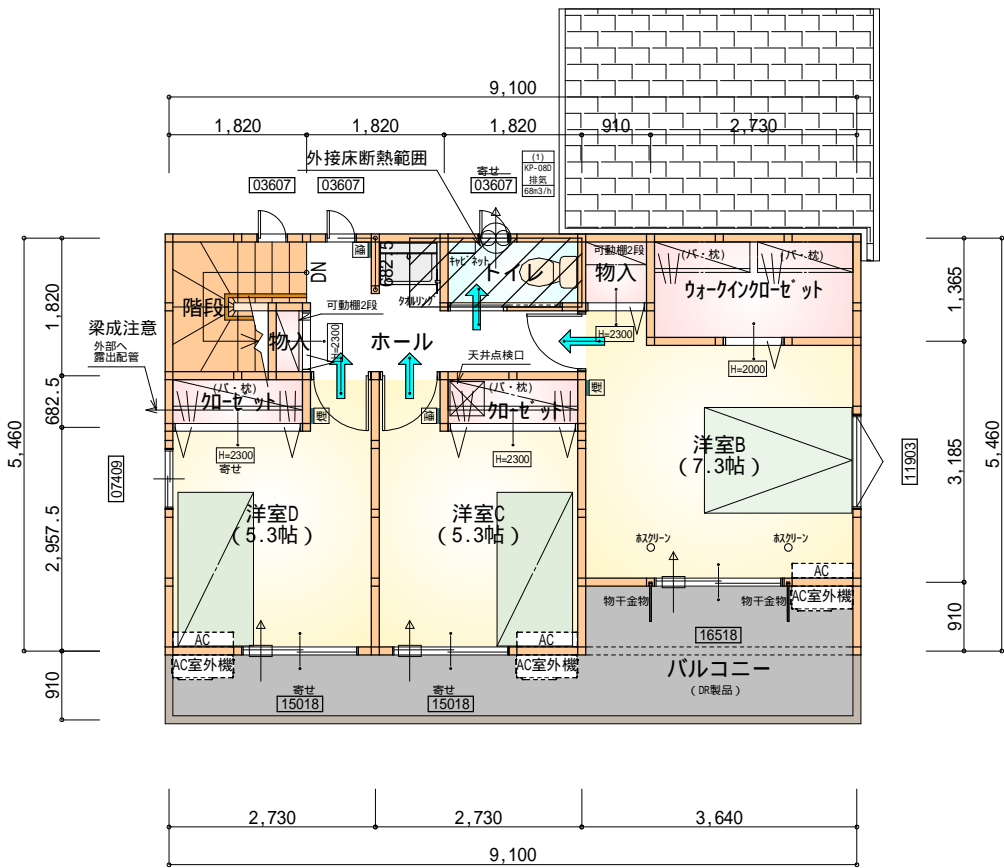 9,100
1,820
1,820
1,820
910
2,730
外接床断熱範囲
寄せ
(1)
KP-08D
排気
68m3/h
03607
03607
03607
DN
682.5
キャビネット
トイレ
可動棚2段
物入
(パ・枕)
(パ・枕)
ウォークインクローゼット
1,365
1,820
階段
タオルリング
可動棚2段
梁成注意
外部へ
露出配管
物入
H=2300
ホール
H=2300
天井点検口
H=2000
682.5
(パ・枕)
クローゼット
煙
(パ・枕)
クローゼット
煙
5,460
H=2300
寄せ
H=2300
洋室B
(7.3帖)
3,185
5,460
07409
11903
2,957.5
洋室D
(5.3帖)
洋室C
(5.3帖)
ホスクリーン
ホスクリーン
AC
AC室外機
物干金物
物干金物
910
16518
AC
AC室外機
AC
AC室外機
バルコニー
(DR製品)
910
寄せ
15018
寄せ
15018
2,730
2,730
3,640
9,100